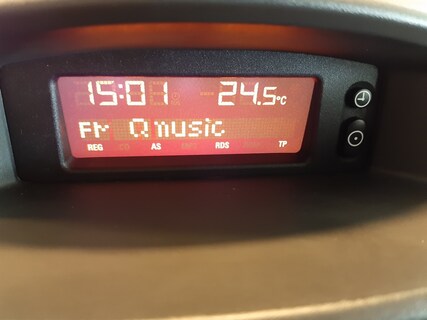 15:01 24.5°C
FM Qmusic
REG AS RDS TP